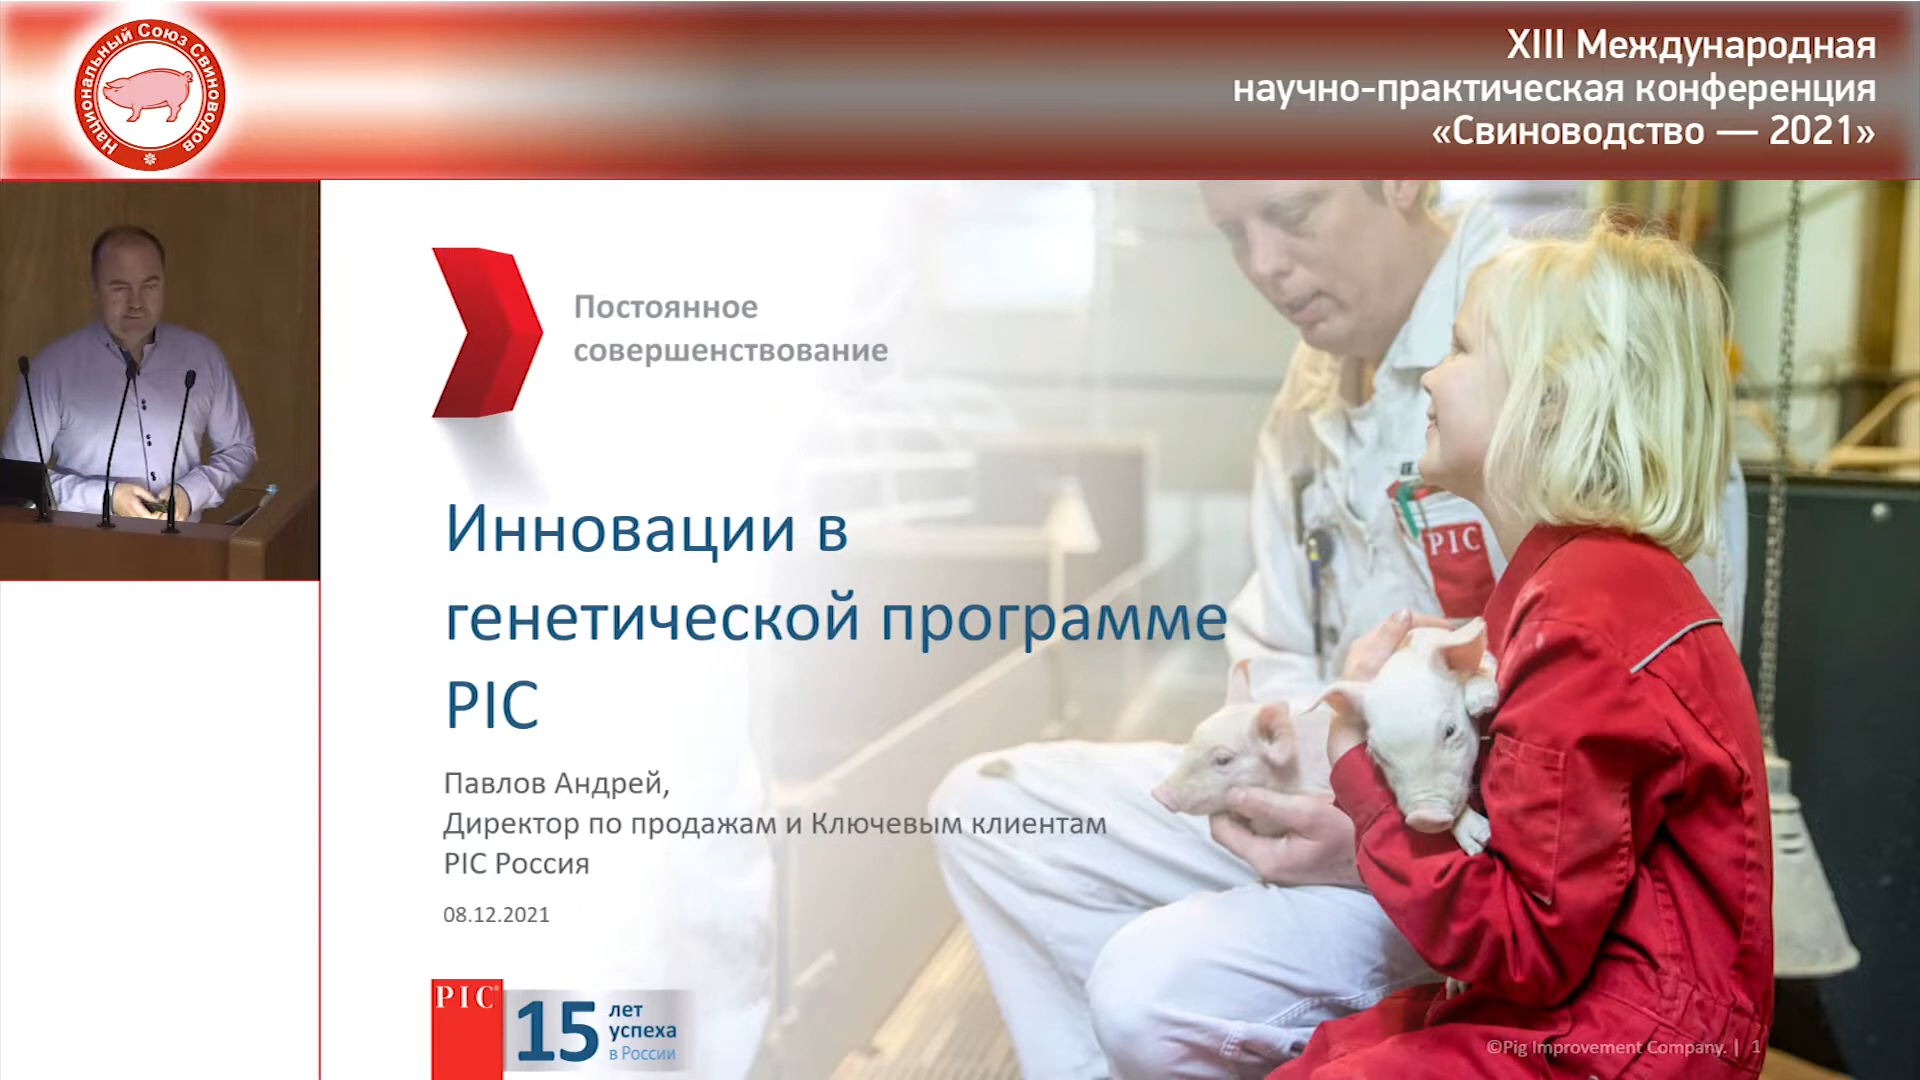 Национальный Союз Свиноводов
XIII Международная
научно-практическая конференция
«Свиноводство — 2021»
Постоянное
совершенствование
PIC
Инновации в
генетической программе
PIC
Павлов Андрей,
Директор по продажам и Ключевым клиентам
PIC Россия
08.12.2021
PIC®
15 лет
успеха
в России
©Pig Improvement Company. | 1